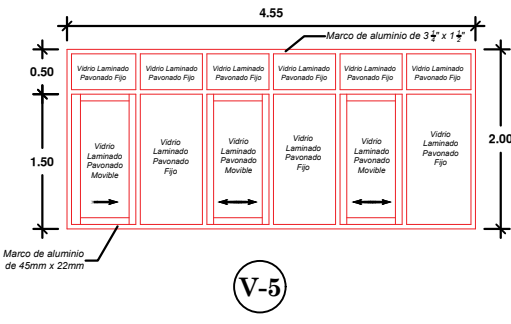 4.55
Marco de aluminio de 3 1/4" x 1 1/2"
0.50
Vidrio Laminado
Pavonado Fijo
Vidrio Laminado
Pavonado Fijo
Vidrio Laminado
Pavonado Fijo
Vidrio Laminado
Pavonado Fijo
Vidrio Laminado
Pavonado Fijo
Vidrio Laminado
Pavonado Fijo
1.50
Vidrio
Laminado
Pavonado
Movible
Vidrio
Laminado
Pavonado
Fijo
Vidrio
Laminado
Pavonado
Movible
Vidrio
Laminado
Pavonado
Fijo
Vidrio
Laminado
Pavonado
Movible
Vidrio
Laminado
Pavonado
Fijo
2.00
Marco de aluminio
de 45mm x 22mm
V-5